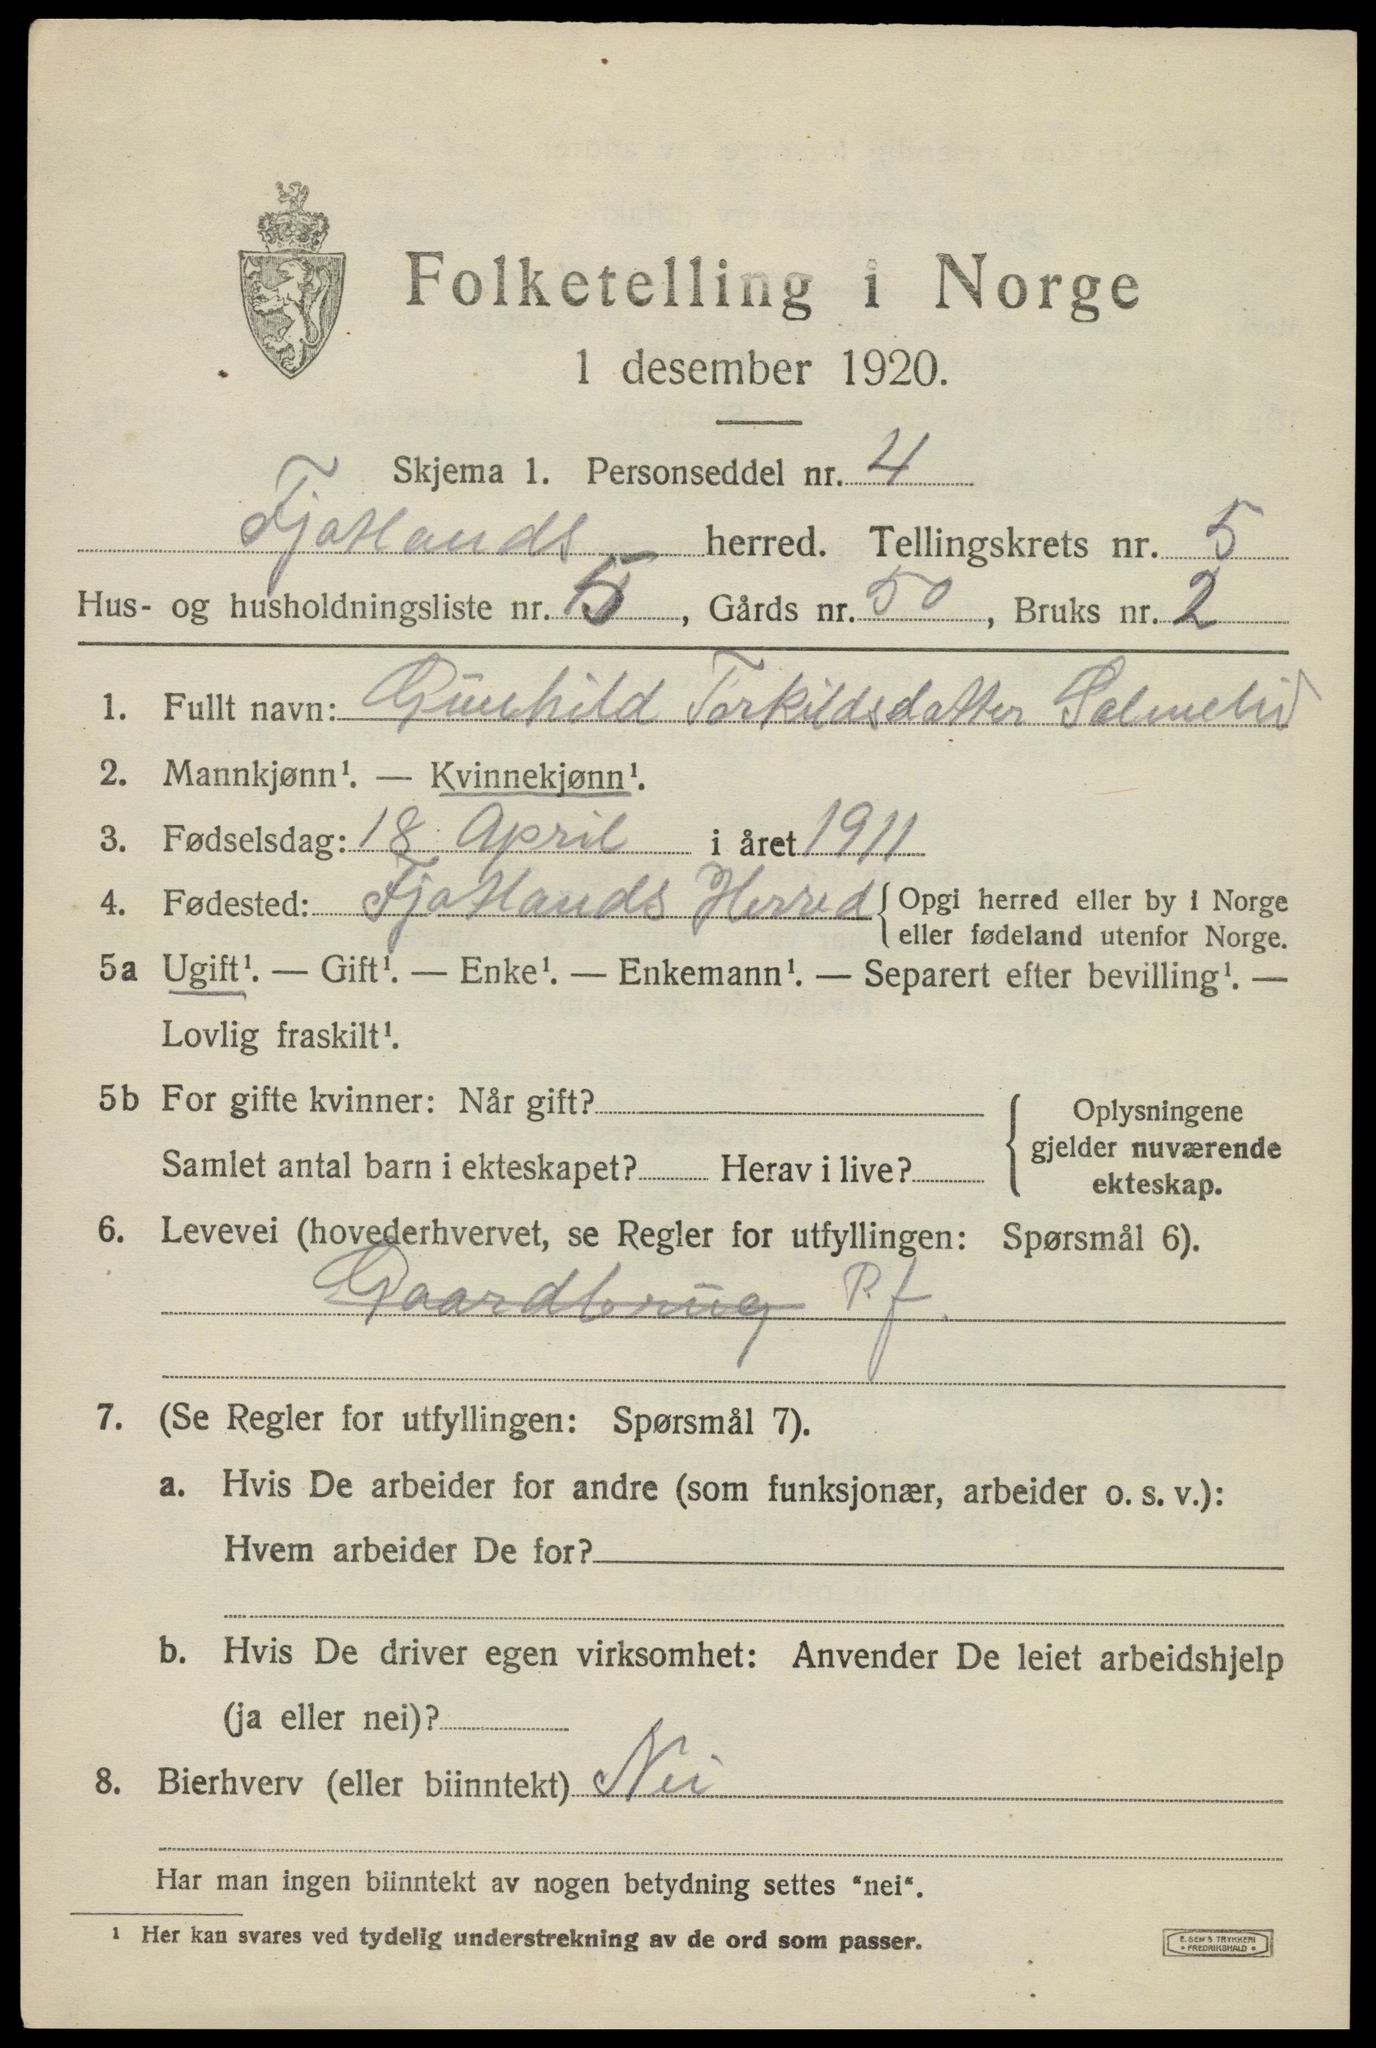 Folketelling i Norge
1 desember 1920.
Skjema 1. Personseddel nr. 4
Fjotlands herred. Tellingskrets nr. 5
Hus- og husholdningsliste nr. 5, Gårds nr. 50, Bruks nr. 2
1. Fullt navn: Gunhild Torkildsdatter Salmelid
2. Mannkjønn¹. — Kvinnekjønn¹.
3. Fødselsdag: 18 April i året 1911
4. Fødested: Fjotlands Herred { Opgi herred eller by i Norge
eller fødeland utenfor Norge.
5a Ugift¹. — Gift¹. — Enke¹. — Enkemann¹. — Separert efter bevilling¹. —
Lovlig fraskilt¹.
5b For gifte kvinner: Når gift?
Samlet antal barn i ekteskapet? Herav i live?
Oplysningene
gjelder nuværende
ekteskap.
6. Levevei (hovederhvervet, se Regler for utfyllingen: Spørsmål 6).
Gaardbrug P. f.
7. (Se Regler for utfyllingen: Spørsmål 7).
a. Hvis De arbeider for andre (som funksjonær, arbeider o. s. v.):
Hvem arbeider De for?
b. Hvis De driver egen virksomhet: Anvender De leiet arbeidshjelp
(ja eller nei)?
8. Bierhverv (eller biinntekt) Nei
Har man ingen biinntekt av nogen betydning settes “nei“.
¹ Her kan svares ved tydelig understrekning av de ord som passer.
E. SEM'S TRYKKERI
• FREDRIKSHALD •